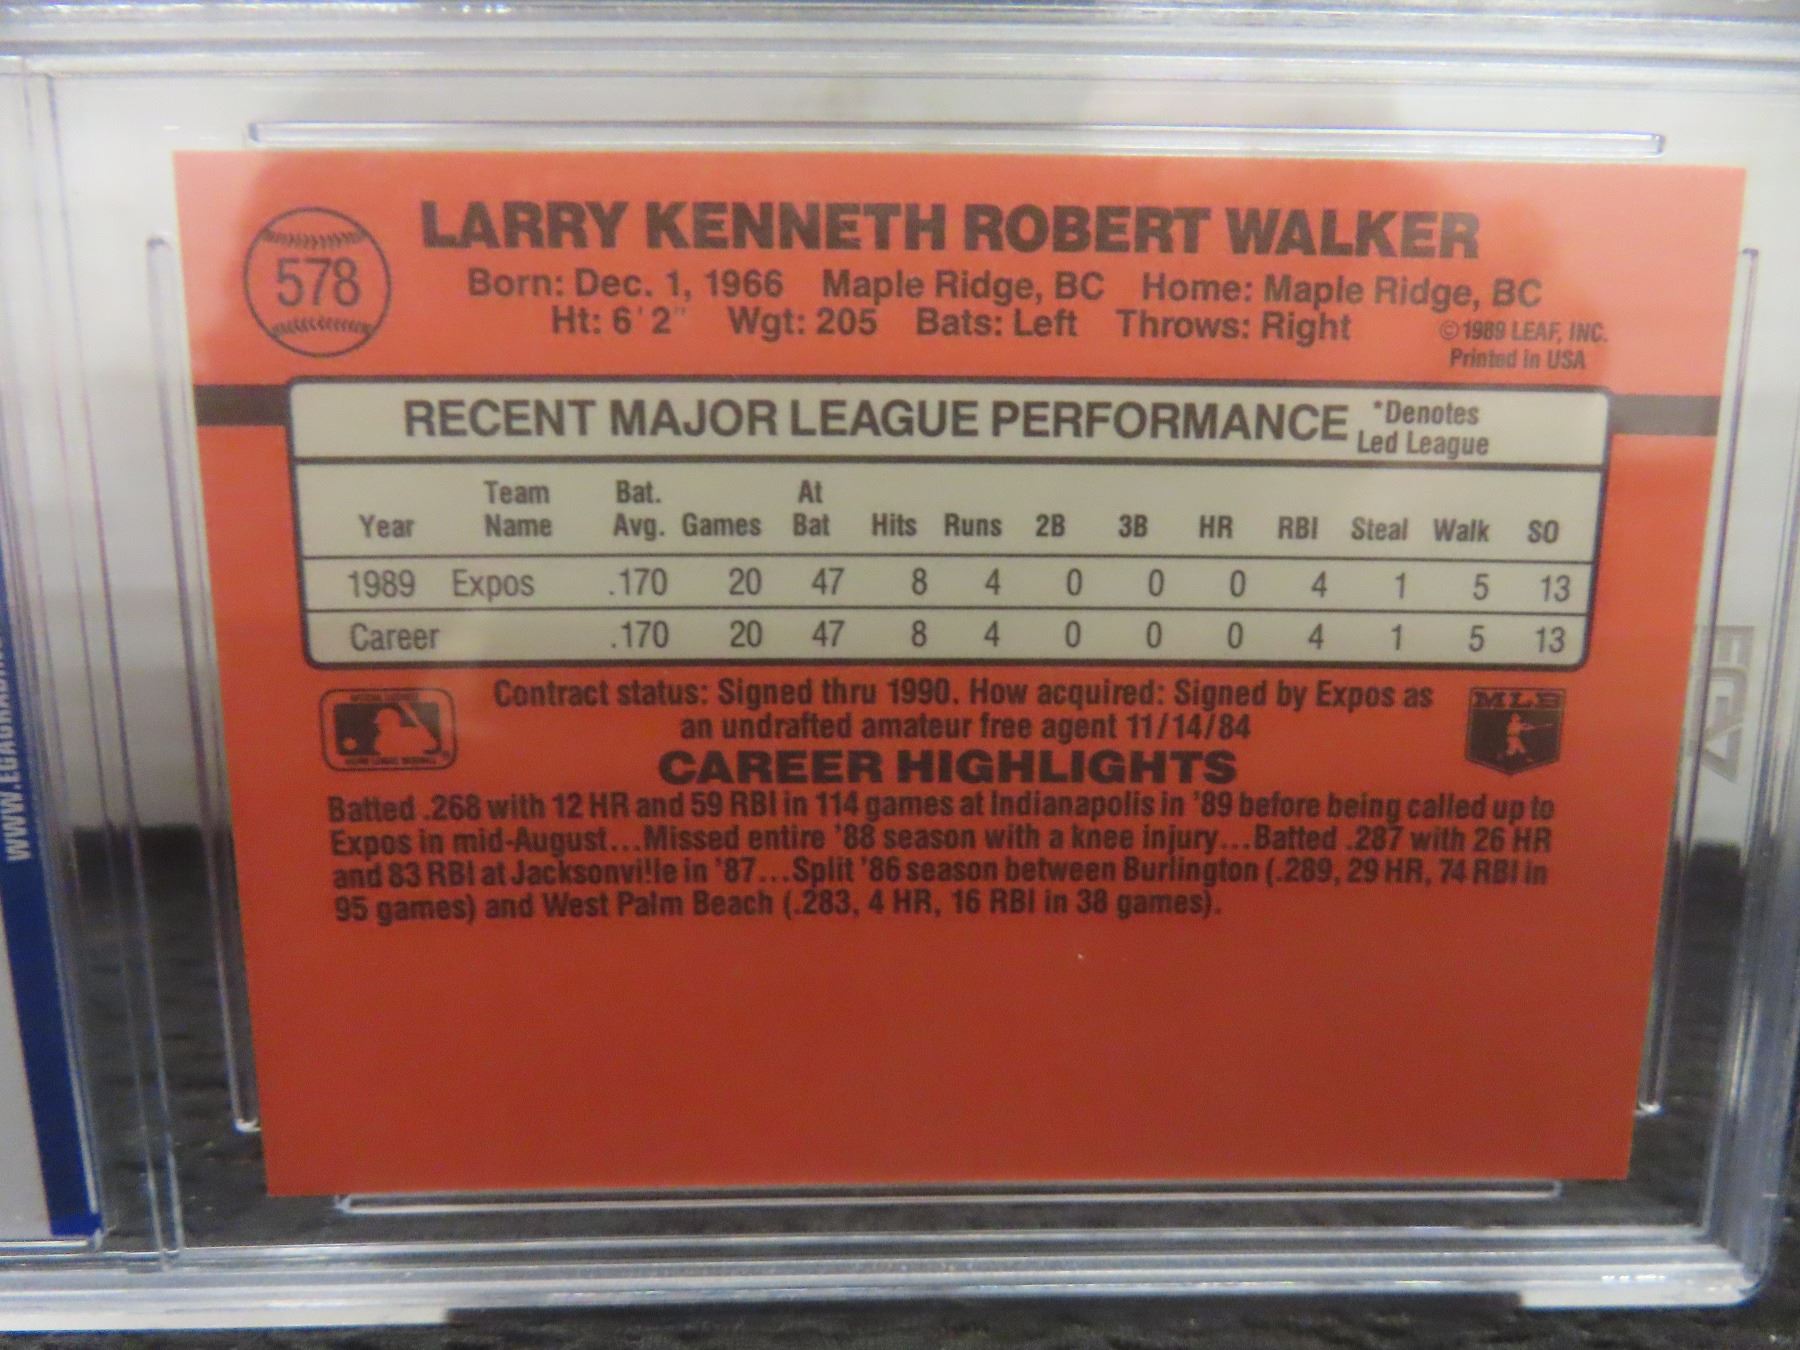 578
LARRY KENNETH ROBERT WALKER
Born: Dec. 1, 1966 Maple Ridge, BC Home: Maple Ridge, BC
Ht: 6'2" Wgt: 205 Bats: Left Throws: Right
©1989 LEAF, INC.
Printed in USA
RECENT MAJOR LEAGUE PERFORMANCE *Denotes
Led League
Year Team Name Bat. Avg. Games At Bat Hits Runs 2B 3B HR RBI Steal Walk SO
1989 Expos .170 20 47 8 4 0 0 0 4 1 5 13
Career .170 20 47 8 4 0 0 0 4 1 5 13
Contract status: Signed thru 1990. How acquired: Signed by Expos as
an undrafted amateur free agent 11/14/84
MLB
CAREER HIGHLIGHTS
Batted .268 with 12 HR and 59 RBI in 114 games at Indianapolis in '89 before being called up to
Expos in mid-August...Missed entire '88 season with a knee injury...Batted .287 with 26 HR
and 83 RBI at Jacksonville in '87...Split '86 season between Burlington (.289, 29 HR, 74 RBI in
95 games) and West Palm Beach (.283, 4 HR, 16 RBI in 38 games).